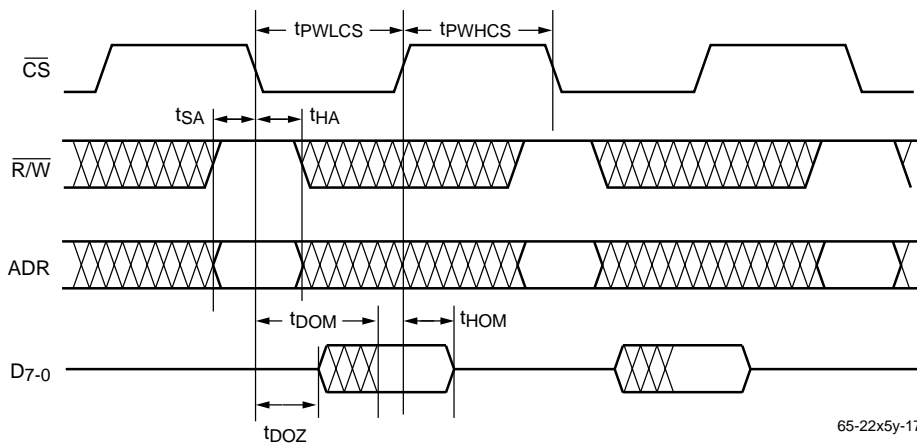 tPWLCS tPWHCS
CS
tSA tHA
R/W
ADR
tDOM tHOM
D7-0
tDOZ
65-22x5y-17